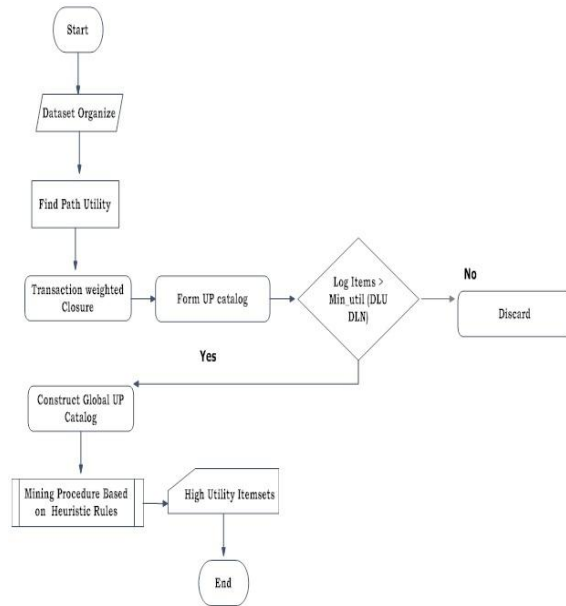 Start
Dataset Organize
Find Path Utility
Transaction weighted
Closure
Form UP catalog
Log Items >
Min_util (DLU
DLN)
No
Discard
Yes
Construct Global UP
Catalog
Mining Procedure Based
on Heuristic Rules
High Utility Itemsets
End